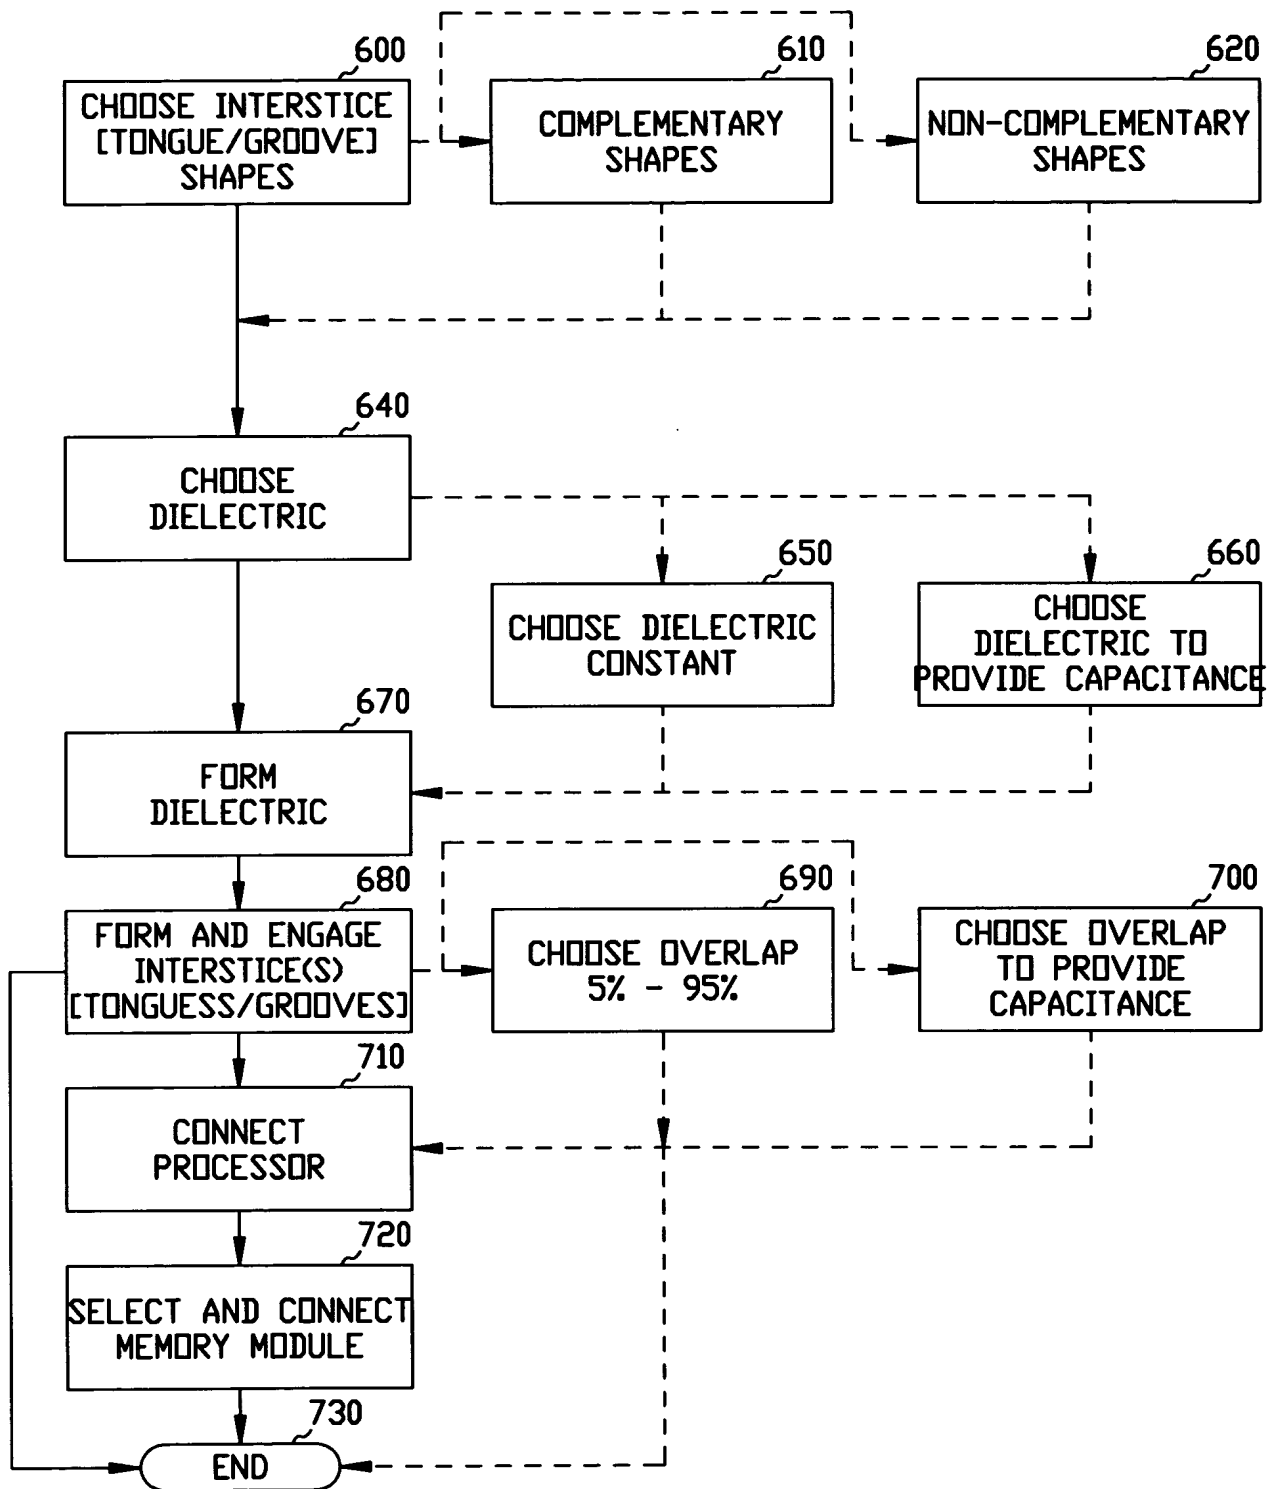 600
CHOOSE INTERSTICE
[TONGUE/GROOVE]
SHAPES
610
COMPLEMENTARY
SHAPES
620
NON-COMPLEMENTARY
SHAPES
640
CHOOSE
DIELECTRIC
650
CHOOSE DIELECTRIC
CONSTANT
660
CHOOSE
DIELECTRIC TO
PROVIDE CAPACITANCE
670
FORM
DIELECTRIC
680
FORM AND ENGAGE
INTERSTICE(S)
[TONGUESS/GROOVES]
690
CHOOSE OVERLAP
5% - 95%
700
CHOOSE OVERLAP
TO PROVIDE
CAPACITANCE
710
CONNECT
PROCESSOR
720
SELECT AND CONNECT
MEMORY MODULE
730
END